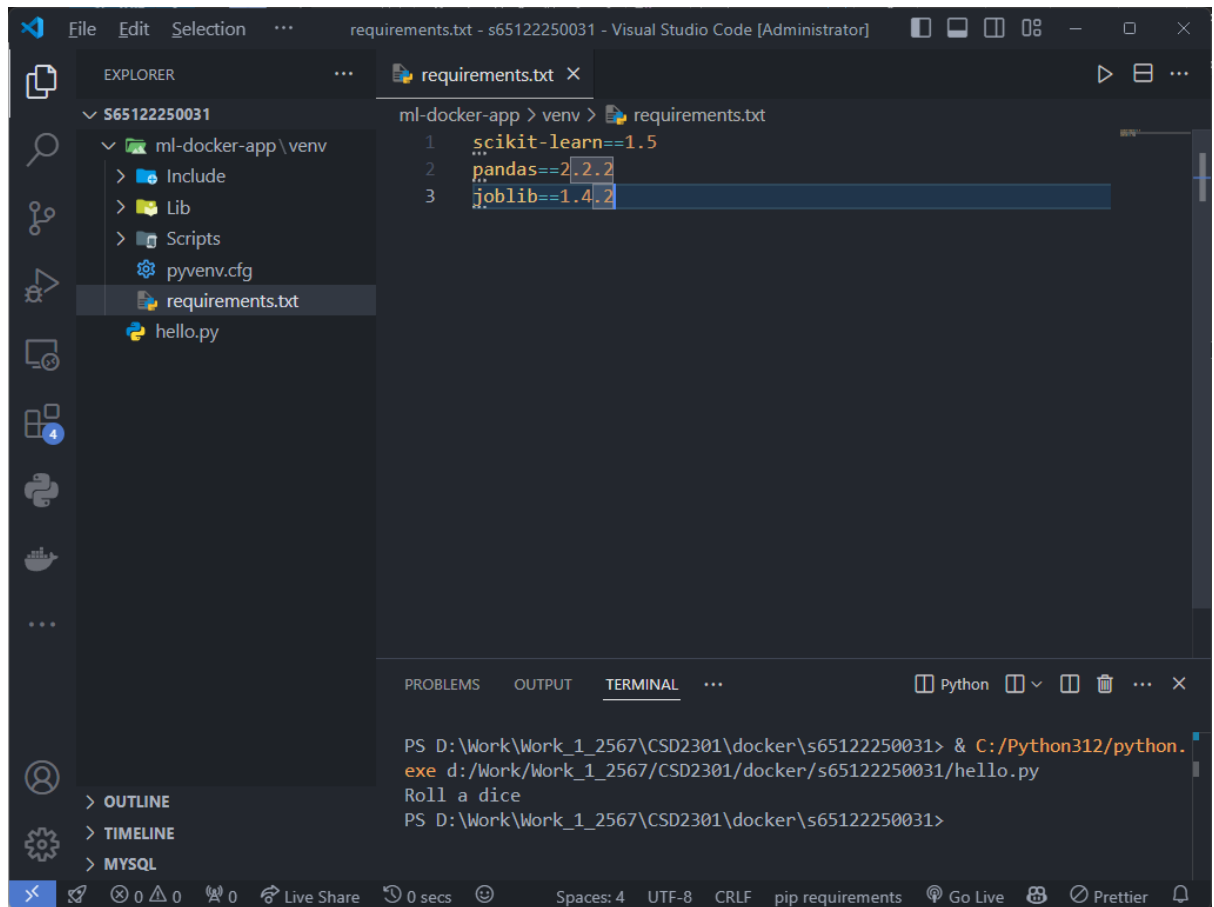 File Edit Selection ··· requirements.txt - s65122250031 - Visual Studio Code [Administrator]
EXPLORER ···
requirements.txt
S65122250031
ml-docker-app\venv
Include
Lib
Scripts
pyvenv.cfg
requirements.txt
hello.py
4
OUTLINE
TIMELINE
MYSQL
ml-docker-app > venv > requirements.txt
1 scikit-learn==1.5
2 pandas==2.2.2
3 joblib==1.4.2
PROBLEMS OUTPUT TERMINAL ··· Python
PS D:\Work\Work_1_2567\CSD2301\docker\s65122250031> & C:/Python312/python.
exe d:/Work/Work_1_2567/CSD2301/docker/s65122250031/hello.py
Roll a dice
PS D:\Work\Work_1_2567\CSD2301\docker\s65122250031>
0 0 0 Live Share 0 secs Spaces: 4 UTF-8 CRLF pip requirements Go Live Prettier